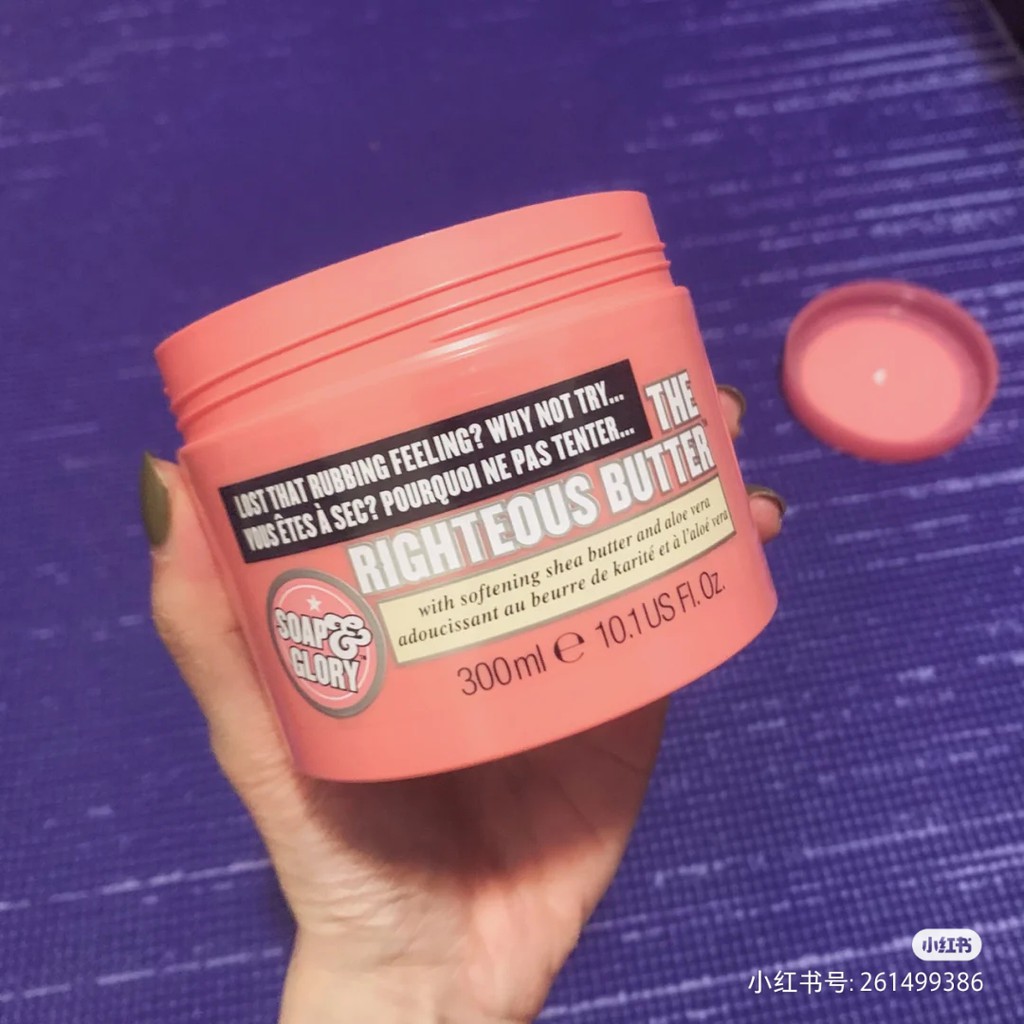 LOST THAT RUBBING FEELING? WHY NOT TRY...
VOUS ÊTES À SEC? POURQUOI NE PAS TENTER...
THE
RIGHTEOUS BUTTER
with softening shea butter and aloe vera
adoucissant au beurre de karité et à l'aloé vera
SOAP &
GLORY
300ml e 10.1 US Fl. Oz.
小红书
小红书号: 261499386